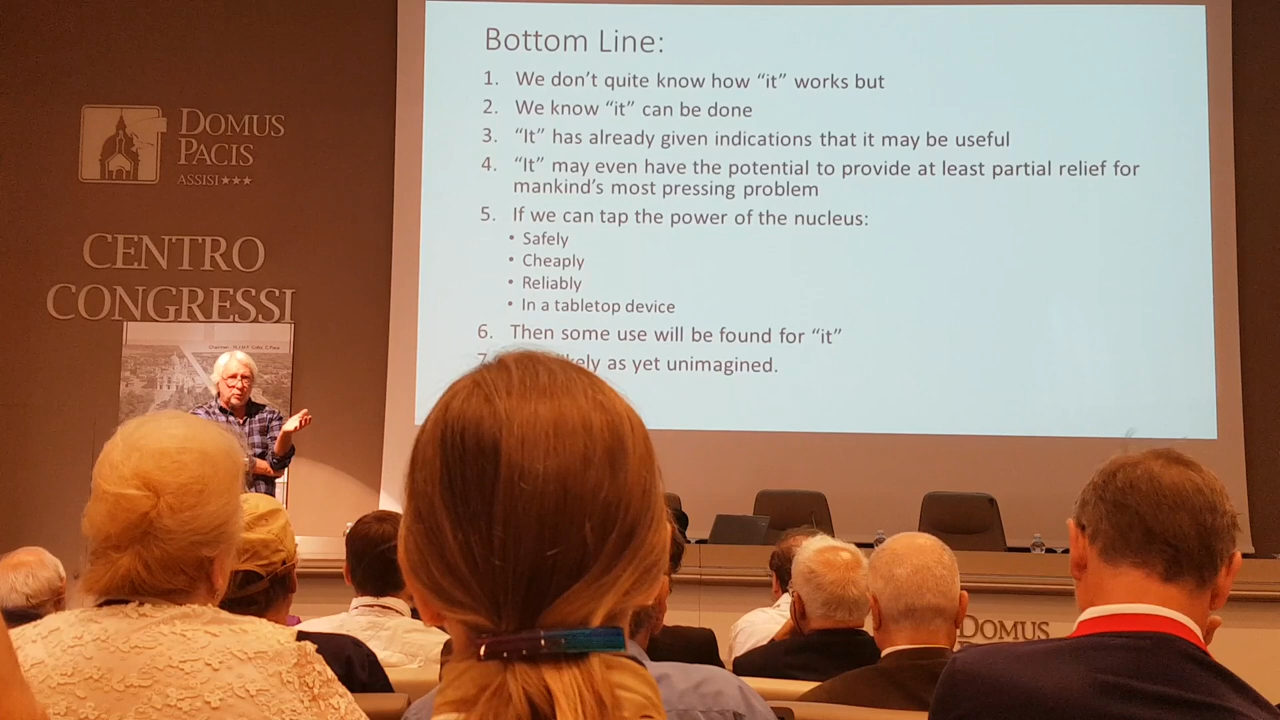 Bottom Line:
1. We don't quite know how "it" works but
2. We know "it" can be done
3. "It" has already given indications that it may be useful
4. "It" may even have the potential to provide at least partial relief for
mankind's most pressing problem
5. If we can tap the power of the nucleus:
• Safely
• Cheaply
• Reliably
• In a tabletop device
6. Then some use will be found for "it"
7. as yet unimagined.
DOMUS
PACIS
ASSISI★★★
CENTRO
CONGRESSI
DOMUS